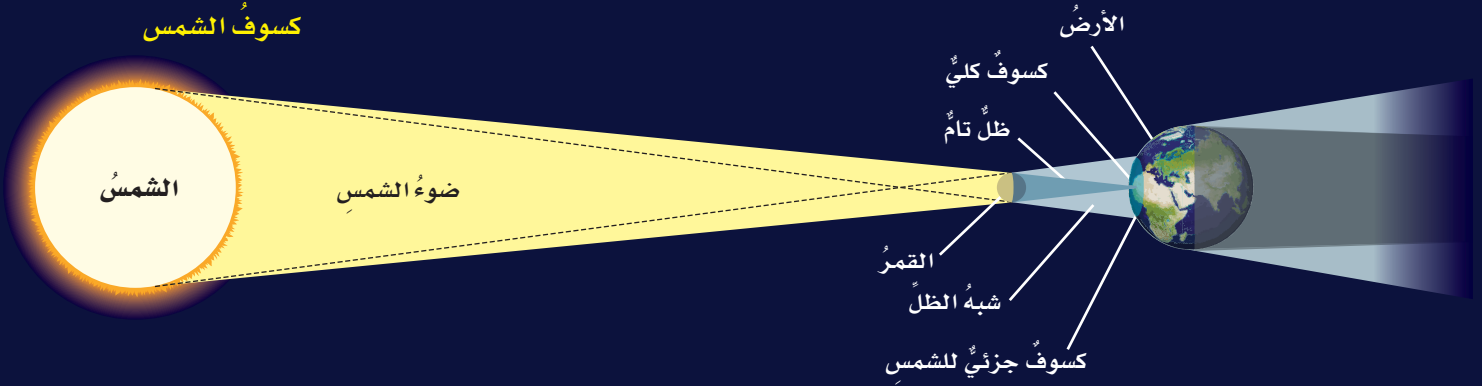 كسوفُ الشمس
الأرضُ
كسوفٌ كليٌّ
ظلٌّ تامٌّ
الشمسُ
ضوءُ الشمسِ
القمرُ
شبهُ الظلِّ
كسوفٌ جزئيٌّ للشمسِ